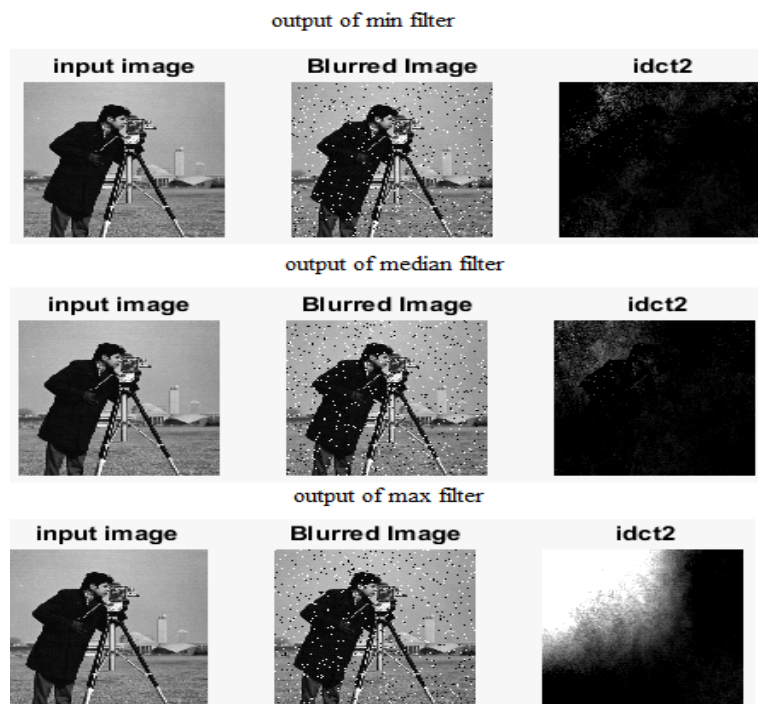 output of min filter
input image Blurred Image idct2
output of median filter
input image Blurred Image idct2
output of max filter
input image Blurred Image idct2